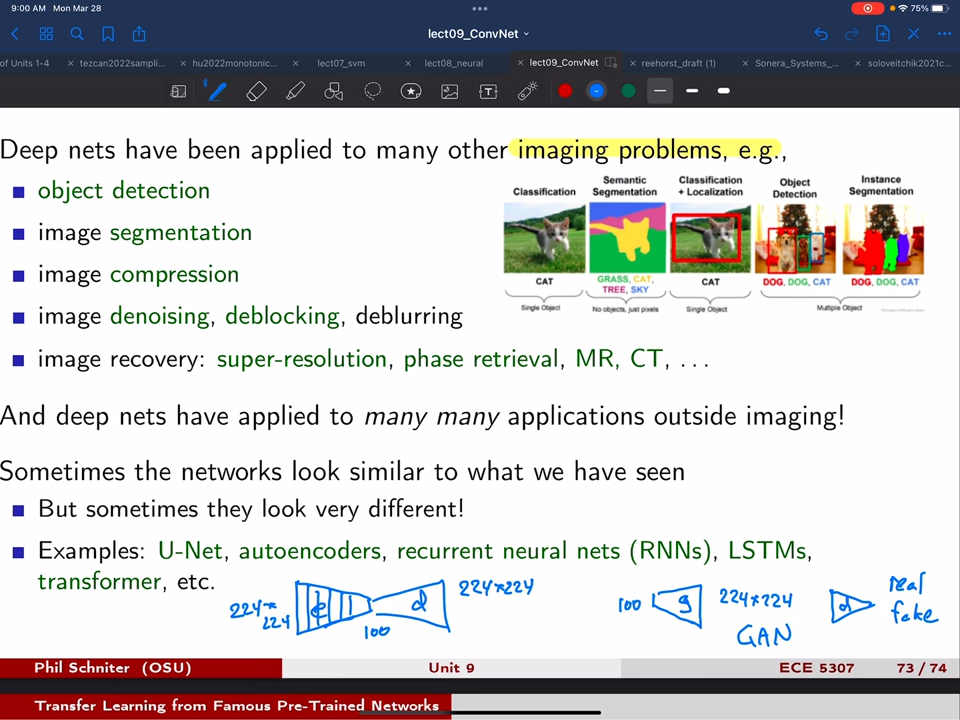 9:00 AM Mon Mar 28
75%
lect09_ConvNet
of Units 1-4
tezcan2022sampli...
hu2022monotonic...
lect07_svm
lect08_neural
lect09_ConvNet
reehorst_draft (1)
Sonera_Systems_...
soloveitchik2021c...
Deep nets have been applied to many other imaging problems, e.g.,
object detection
image segmentation
image compression
image denoising, deblocking, deblurring
image recovery: super-resolution, phase retrieval, MR, CT, ...
Classification
Semantic Segmentation
Classification + Localization
Object Detection
Instance Segmentation
CAT
GRASS, CAT,
TREE, SKY
CAT
DOG, DOG, CAT
DOG, DOG, CAT
Single Object
No objects, just pixels
Single Object
Multiple Object
And deep nets have applied to many many applications outside imaging!
Sometimes the networks look similar to what we have seen
But sometimes they look very different!
Examples: U-Net, autoencoders, recurrent neural nets (RNNs), LSTMs,
transformer, etc.
224*
224
e
d
100
224*224
100
g
224*224
GAN
d
real
fake
Phil Schniter (OSU)
Unit 9
ECE 5307
73 / 74
Transfer Learning from Famous Pre-Trained Networks